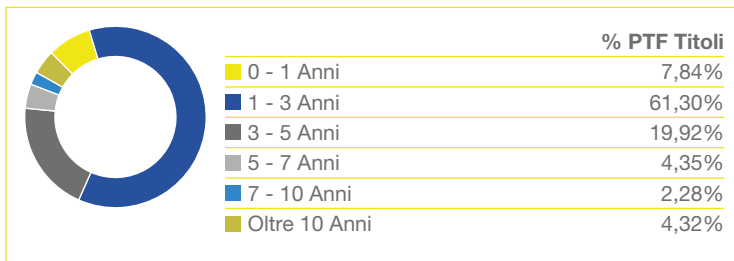 % PTF Titoli
0 - 1 Anni 7,84%
1 - 3 Anni 61,30%
3 - 5 Anni 19,92%
5 - 7 Anni 4,35%
7 - 10 Anni 2,28%
Oltre 10 Anni 4,32%